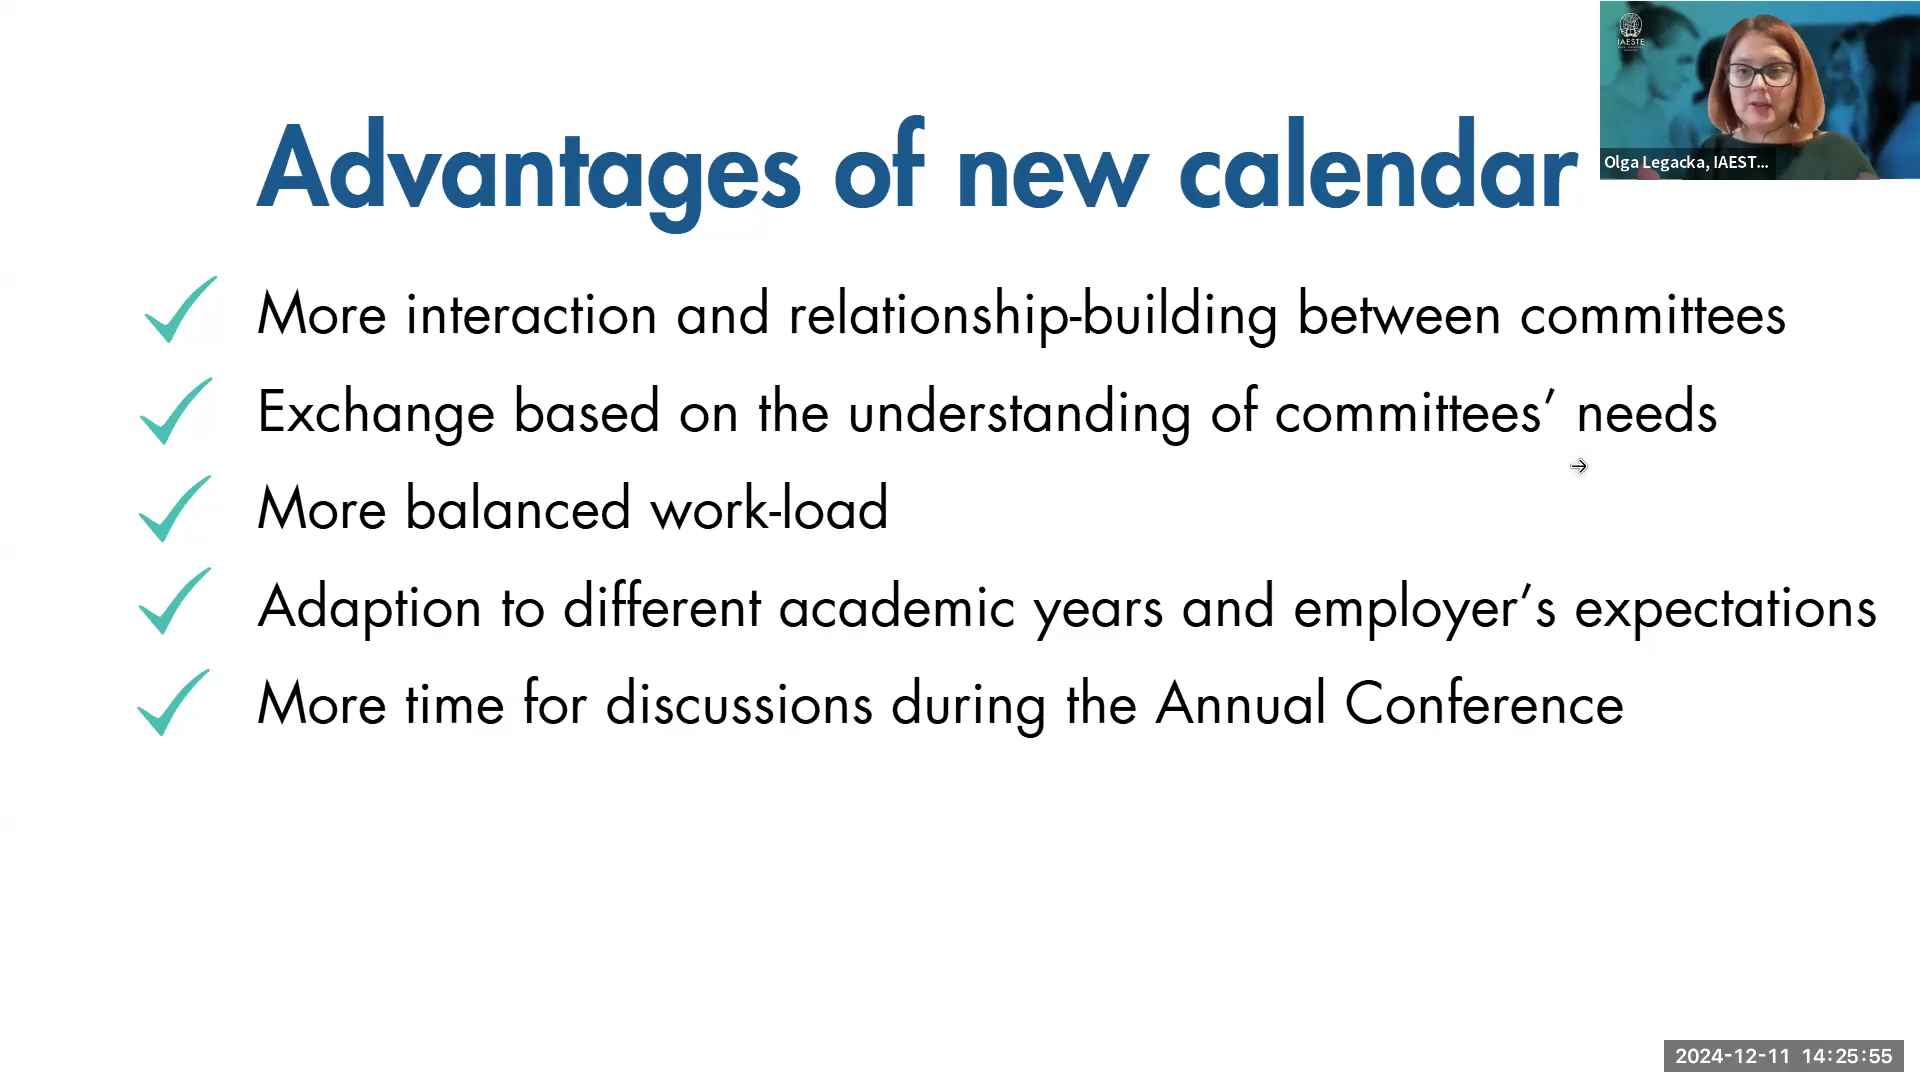 IAESTE
Olga Legacka, IAEST...
Advantages of new calendar
More interaction and relationship-building between committees
Exchange based on the understanding of committees’ needs
More balanced work-load
Adaption to different academic years and employer’s expectations
More time for discussions during the Annual Conference
2024-12-11 14:25:55